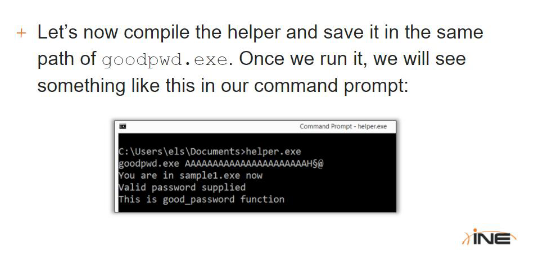 + Let’s now compile the helper and save it in the same
path of goodpwd.exe. Once we run it, we will see
something like this in our command prompt:
Command Prompt - helper.exe
C:\Users\els\Documents>helper.exe
goodpwd.exe AAAAAAAAAAAAAAAAAAAAAAH§@
You are in sample1.exe now
Valid password supplied
This is good_password function
INE